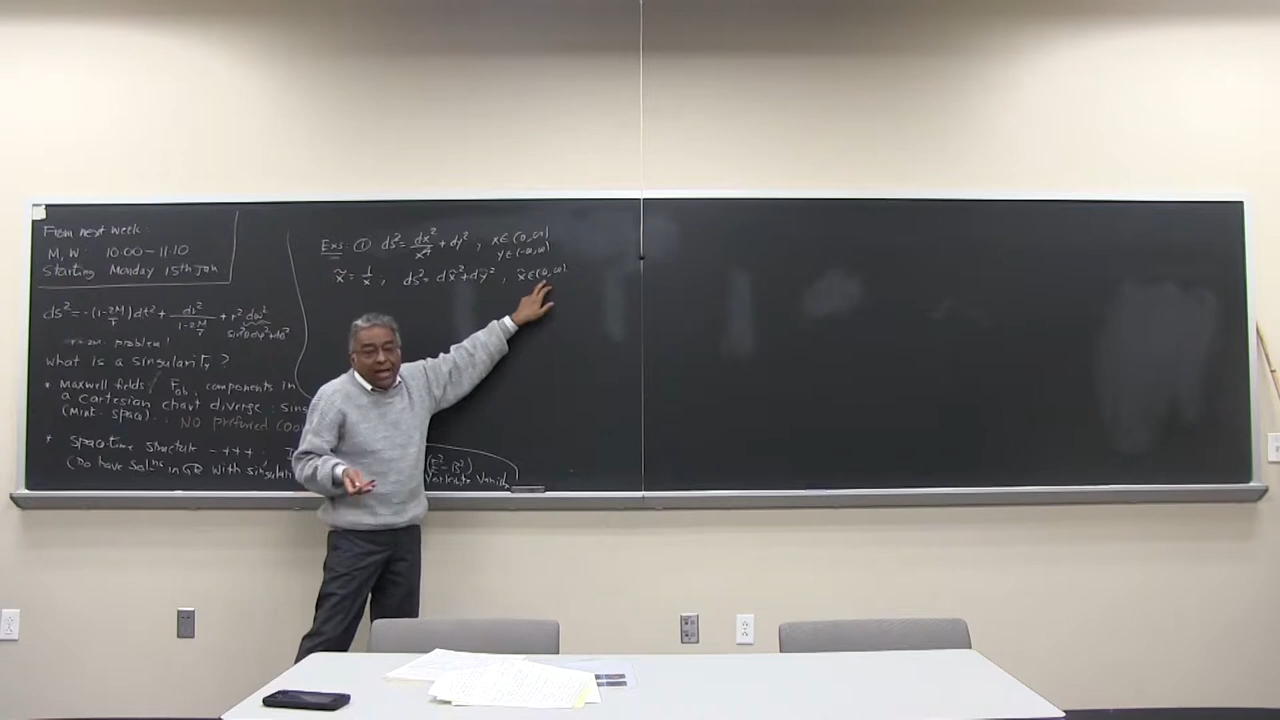 From next week:
M, W: 10:00 – 11:10
Starting Monday 15th Jan
ds² = -(1-2M/r)dt² + dr²/(1-2M/r) + r² dω²
sin²θdφ²+dθ²
r=2M problem!
what is a singularity?
* Maxwell fields, Fab, components in
a cartesian chart diverge: sing
(Mink. space)... NO preferred coo
* Space-time structure -+++.
(Do have solns in GR with singulari
(E²-B²)
Exs: ① ds² = dx²/x⁴ + dy², x∈(0,∞)
y∈(-∞,∞)
x̃ = 1/x ; ds² = dx̃²+dy², x̃∈(0,∞)